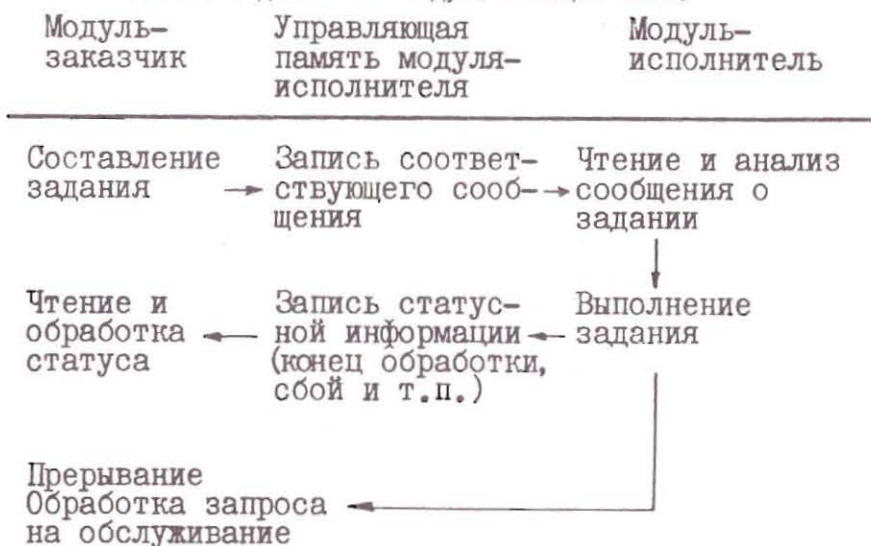 Модуль- Управляющая Модуль-
заказчик память модуля- исполнитель
исполнителя
Составление Запись соответ- Чтение и анализ
задания → ствующего сооб- → сообщения о
щения задании
Чтение и Запись статус- Выполнение
обработка ← ной информации ← задания
статуса (конец обработки,
сбой и т.п.)
Прерывание
Обработка запроса
на обслуживание